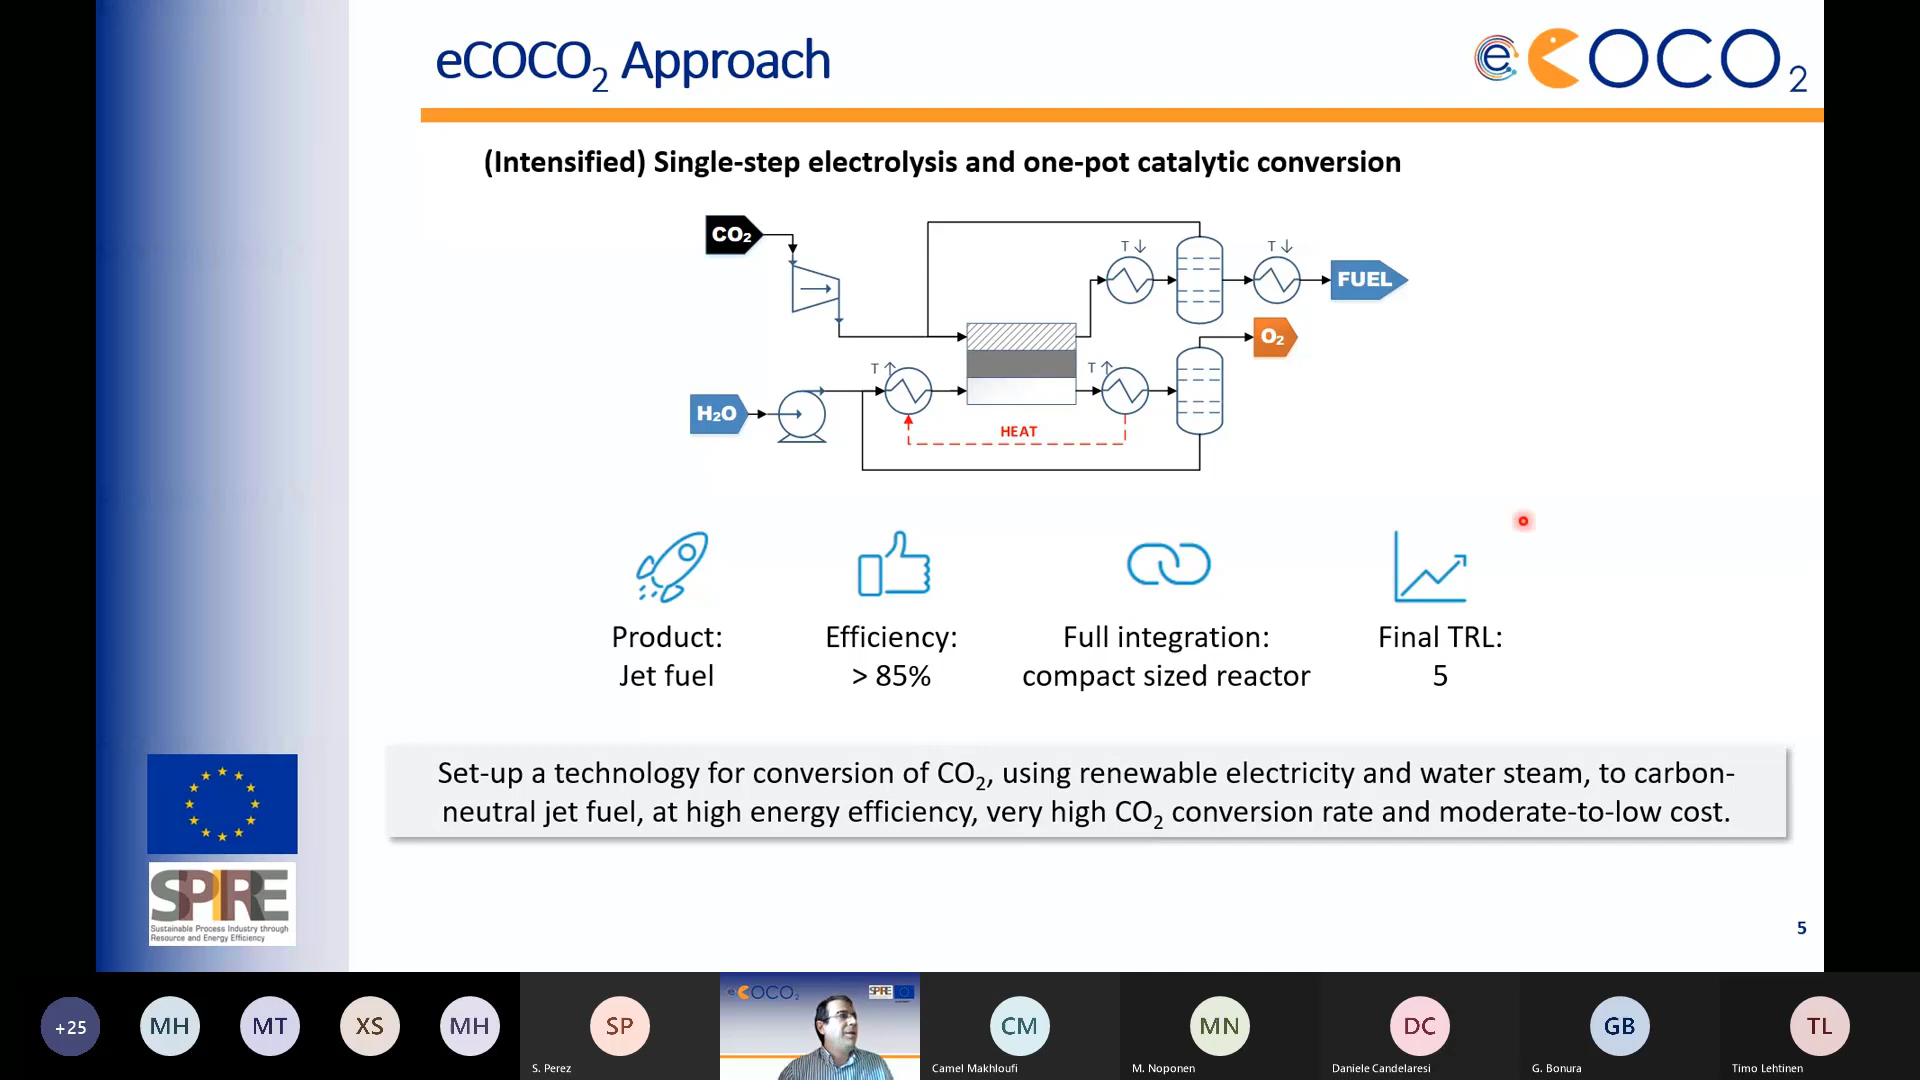 eCOCO₂ Approach
eCOCO₂
(Intensified) Single-step electrolysis and one-pot catalytic conversion
CO₂
T↓
T↓
FUEL
O₂
T↑
T↑
H₂O
HEAT
Product:
Jet fuel
Efficiency:
> 85%
Full integration:
compact sized reactor
Final TRL:
5
Set-up a technology for conversion of CO₂, using renewable electricity and water steam, to carbon-
neutral jet fuel, at high energy efficiency, very high CO₂ conversion rate and moderate-to-low cost.
SPIRE
Sustainable Process Industry through
Resource and Energy Efficiency
5
+25
MH
MT
XS
MH
SP
S. Perez
eCOCO₂
SPIRE
CM
Camel Makhloufi
MN
M. Noponen
DC
Daniele Candelaresi
GB
G. Bonura
TL
Timo Lehtinen